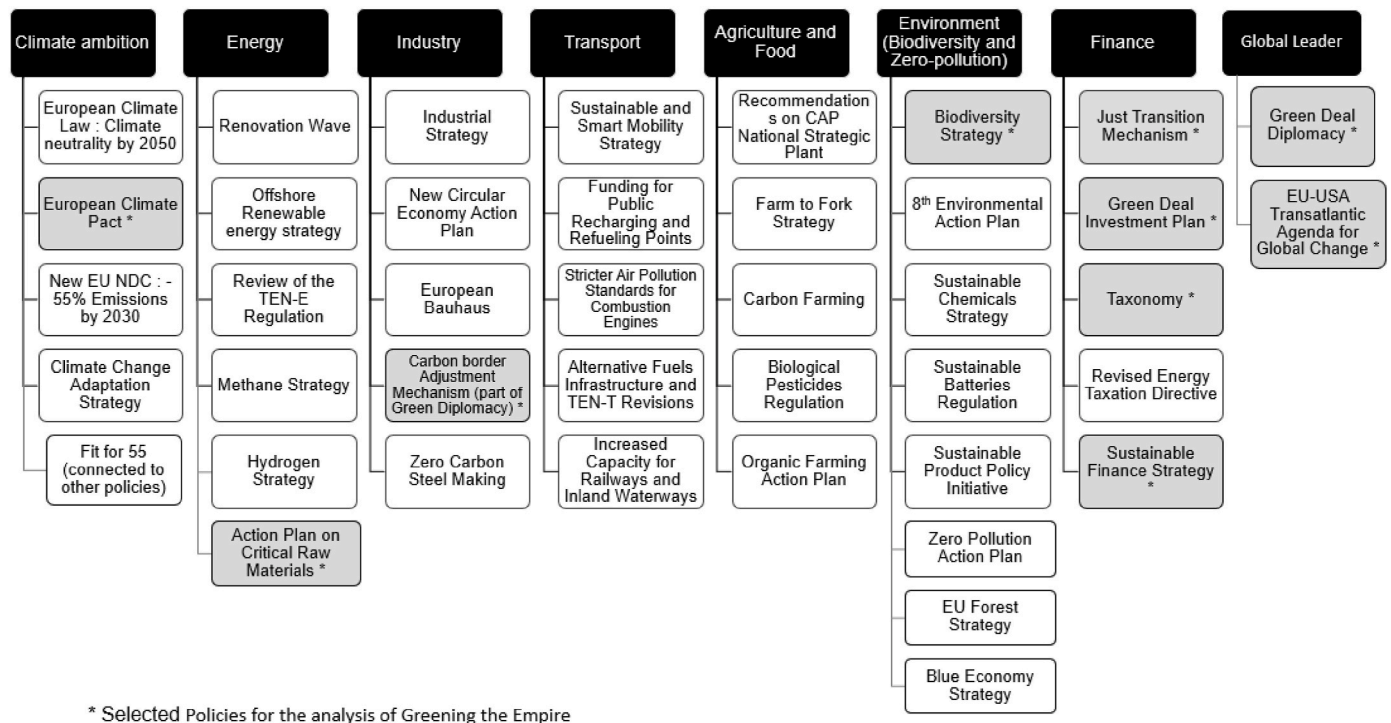 Climate ambition
European Climate
Law : Climate
neutrality by 2050
European Climate
Pact *
New EU NDC : -
55% Emissions
by 2030
Climate Change
Adaptation
Strategy
Fit for 55
(connected to
other policies)
Energy
Renovation Wave
Offshore
Renewable
energy strategy
Review of the
TEN-E
Regulation
Methane Strategy
Hydrogen
Strategy
Action Plan on
Critical Raw
Materials *
Industry
Industrial
Strategy
New Circular
Economy Action
Plan
European
Bauhaus
Carbon border
Adjustment
Mechanism (part of
Green Diplomacy) *
Zero Carbon
Steel Making
Transport
Sustainable and
Smart Mobility
Strategy
Funding for
Public
Recharging and
Refueling Points
Stricter Air Pollution
Standards for
Combustion
Engines
Alternative Fuels
Infrastructure and
TEN-T Revisions
Increased
Capacity for
Railways and
Inland Waterways
Agriculture and
Food
Recommendation
s on CAP
National Strategic
Plant
Farm to Fork
Strategy
Carbon Farming
Biological
Pesticides
Regulation
Organic Farming
Action Plan
Environment
(Biodiversity and
Zero-pollution)
Biodiversity
Strategy *
8th Environmental
Action Plan
Sustainable
Chemicals
Strategy
Sustainable
Batteries
Regulation
Sustainable
Product Policy
Initiative
Zero Pollution
Action Plan
EU Forest
Strategy
Blue Economy
Strategy
Finance
Just Transition
Mechanism *
Green Deal
Investment Plan *
Taxonomy *
Revised Energy
Taxation Directive
Sustainable
Finance Strategy
*
Global Leader
Green Deal
Diplomacy *
EU-USA
Transatlantic
Agenda for
Global Change *
* Selected Policies for the analysis of Greening the Empire